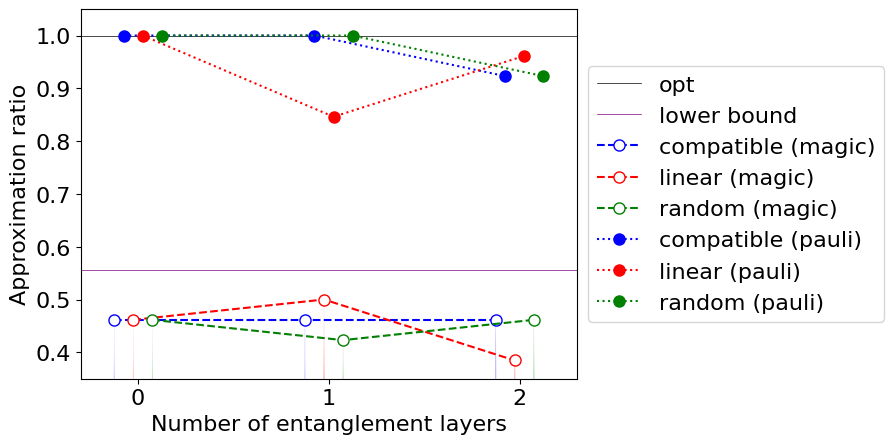 Approximation ratio
1.0
0.9
0.8
0.7
0.6
0.5
0.4
0
1
2
Number of entanglement layers
opt
lower bound
compatible (magic)
linear (magic)
random (magic)
compatible (pauli)
linear (pauli)
random (pauli)